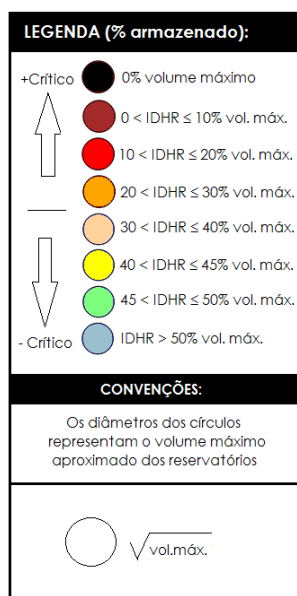 LEGENDA (% armazenado):
+Crítico
0% volume máximo
0 < IDHR ≤ 10% vol. máx.
10 < IDHR ≤ 20% vol. máx.
20 < IDHR ≤ 30% vol. máx.
30 < IDHR ≤ 40% vol. máx.
40 < IDHR ≤ 45% vol. máx.
45 < IDHR ≤ 50% vol. máx.
- Crítico
IDHR > 50% vol. máx.
CONVENÇÕES:
Os diâmetros dos círculos
representam o volume máximo
aproximado dos reservatórios
√vol.máx.